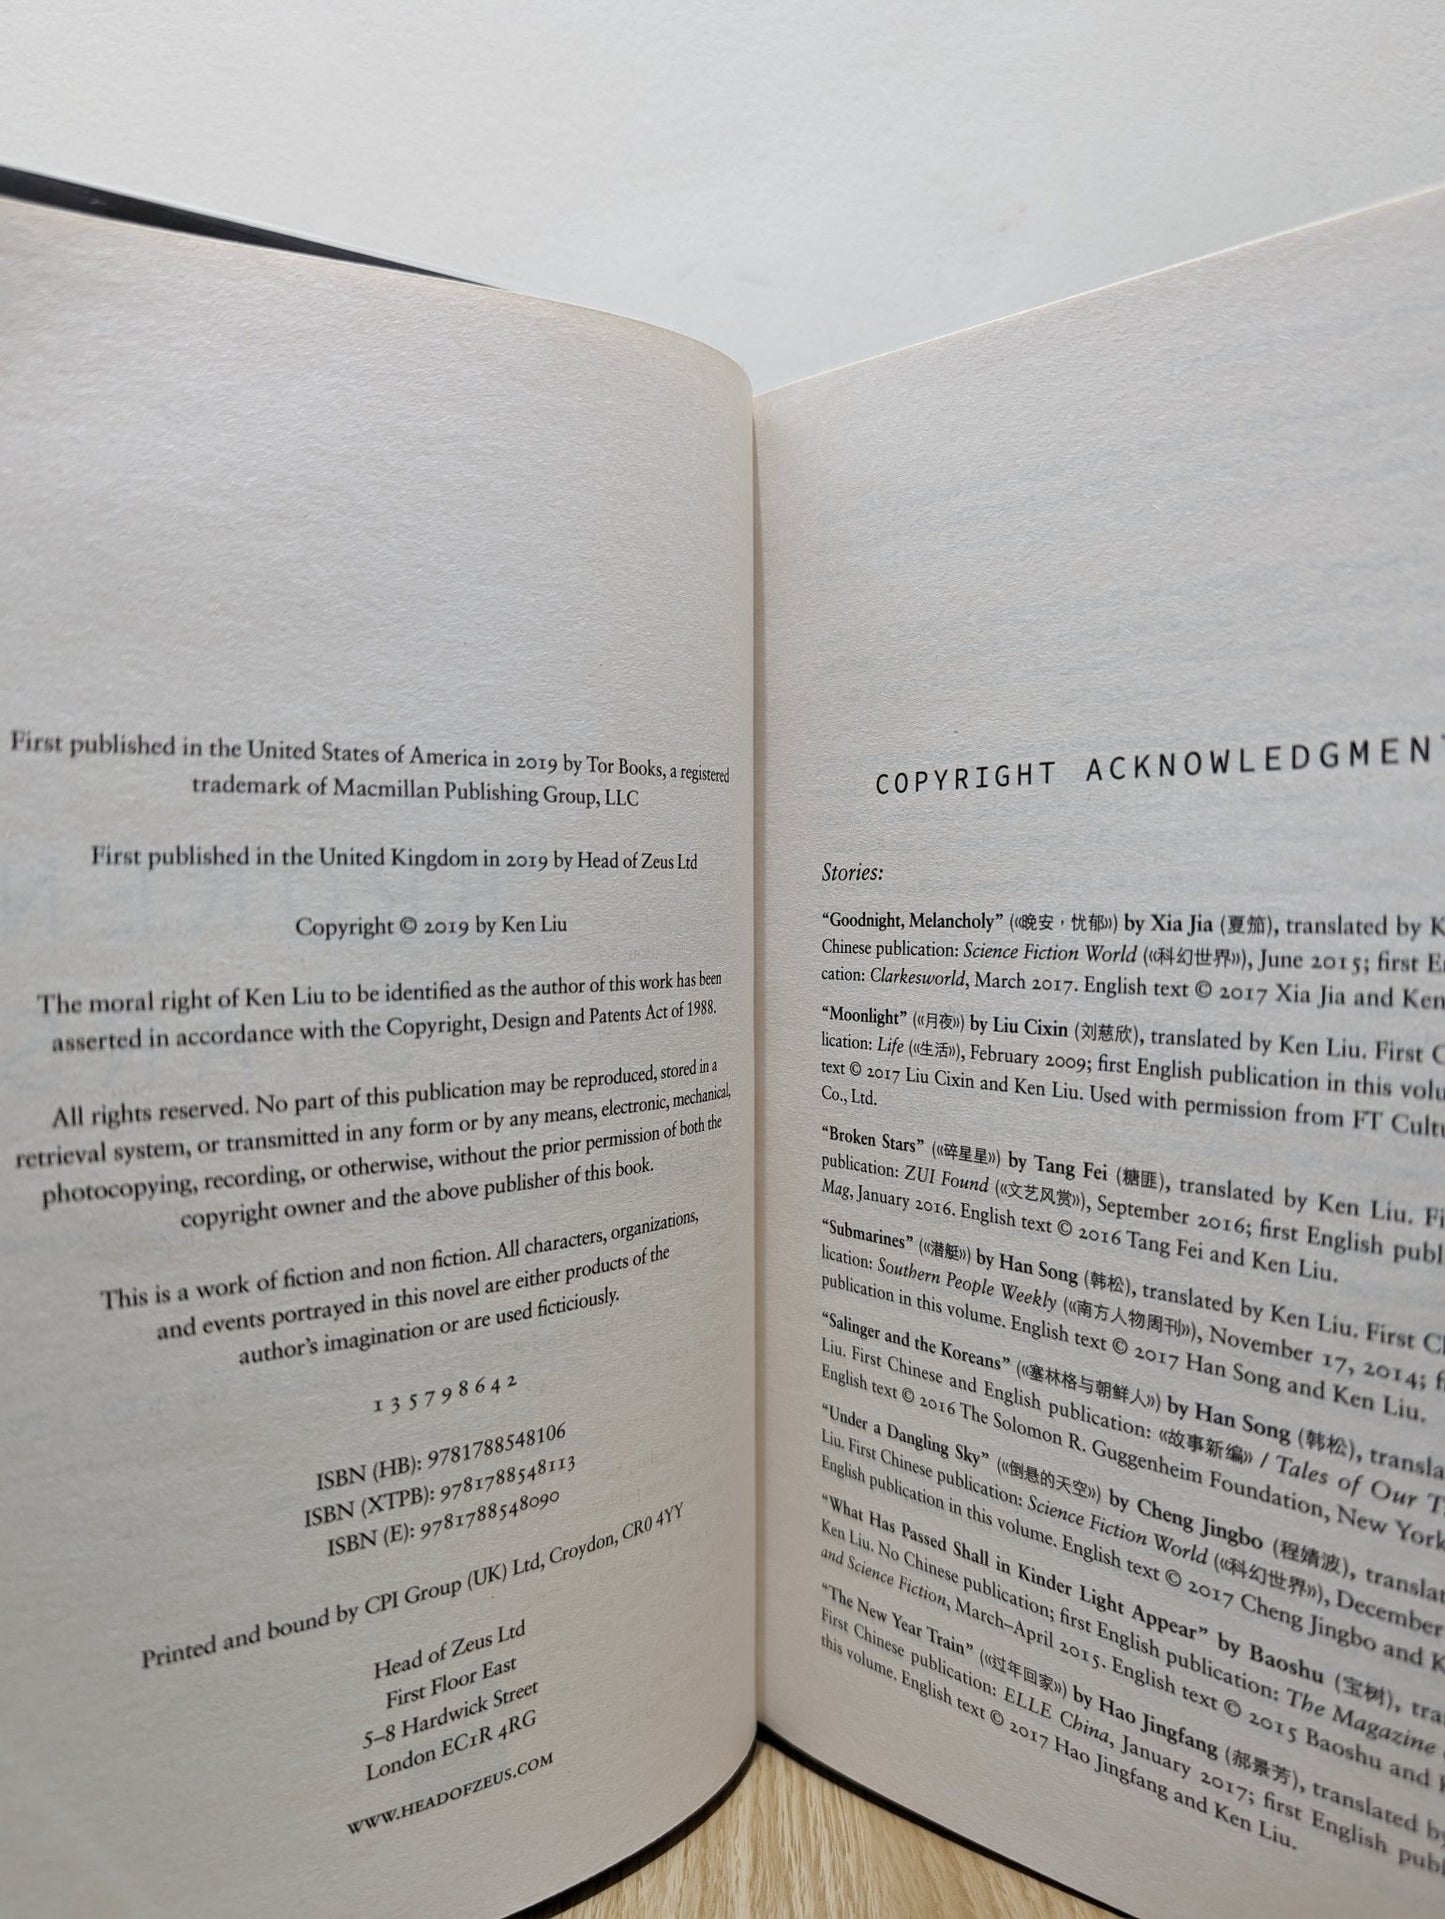 First published in the United States of America in 2019 by Tor Books, a registered
trademark of Macmillan Publishing Group, LLC
First published in the United Kingdom in 2019 by Head of Zeus Ltd
Copyright © 2019 by Ken Liu
The moral right of Ken Liu to be identified as the author of this work has been
asserted in accordance with the Copyright, Design and Patents Act of 1988.
All rights reserved. No part of this publication may be reproduced, stored in a
retrieval system, or transmitted in any form or by any means, electronic, mechanical,
photocopying, recording, or otherwise, without the prior permission of both the
copyright owner and the above publisher of this book.
This is a work of fiction and non fiction. All characters, organizations,
and events portrayed in this novel are either products of the
author's imagination or are used ficticiously.
1 3 5 7 9 8 6 4 2
ISBN (HB): 9781788548106
ISBN (XTPB): 9781788548113
ISBN (E): 9781788548090
Printed and bound by CPI Group (UK) Ltd, Croydon, CR0 4YY
Head of Zeus Ltd
First Floor East
5–8 Hardwick Street
London EC1R 4RG
WWW.HEADOFZEUS.COM
COPYRIGHT ACKNOWLEDGMEN
Stories:
“Goodnight, Melancholy” (《晚安，忧郁》) by Xia Jia (夏笳), translated by K
Chinese publication: Science Fiction World (《科幻世界》), June 2015; first E
cation: Clarkesworld, March 2017. English text © 2017 Xia Jia and Ken
“Moonlight” (《月夜》) by Liu Cixin (刘慈欣), translated by Ken Liu. First C
lication: Life (《生活》), February 2009; first English publication in this volu
text © 2017 Liu Cixin and Ken Liu. Used with permission from FT Cultu
Co., Ltd.
“Broken Stars” (《碎星星》) by Tang Fei (糖匪), translated by Ken Liu. Fi
publication: ZUI Found (《文艺风赏》), September 2016; first English publ
Mag, January 2016. English text © 2016 Tang Fei and Ken Liu.
“Submarines” (《潜艇》) by Han Song (韩松), translated by Ken Liu. First C
lication: Southern People Weekly (《南方人物周刊》), November 17, 2014; fi
publication in this volume. English text © 2017 Han Song and Ken Liu.
“Salinger and the Koreans” (《塞林格与朝鲜人》) by Han Song (韩松), transla
Liu. First Chinese and English publication: 《故事新编》 / Tales of Our T
English text © 2016 The Solomon R. Guggenheim Foundation, New York
“Under a Dangling Sky” (《倒悬的天空》) by Cheng Jingbo (程婧波), translat
Liu. First Chinese publication: Science Fiction World (《科幻世界》), December
English publication in this volume. English text © 2017 Cheng Jingbo and K
“What Has Passed Shall in Kinder Light Appear” by Baoshu (宝树), tra
Ken Liu. No Chinese publication; first English publication: The Magazine
and Science Fiction, March–April 2015. English text © 2015 Baoshu and
“The New Year Train” (《过年回家》) by Hao Jingfang (郝景芳), translated by
First Chinese publication: ELLE China, January 2017; first English publ
this volume. English text © 2017 Hao Jingfang and Ken Liu.